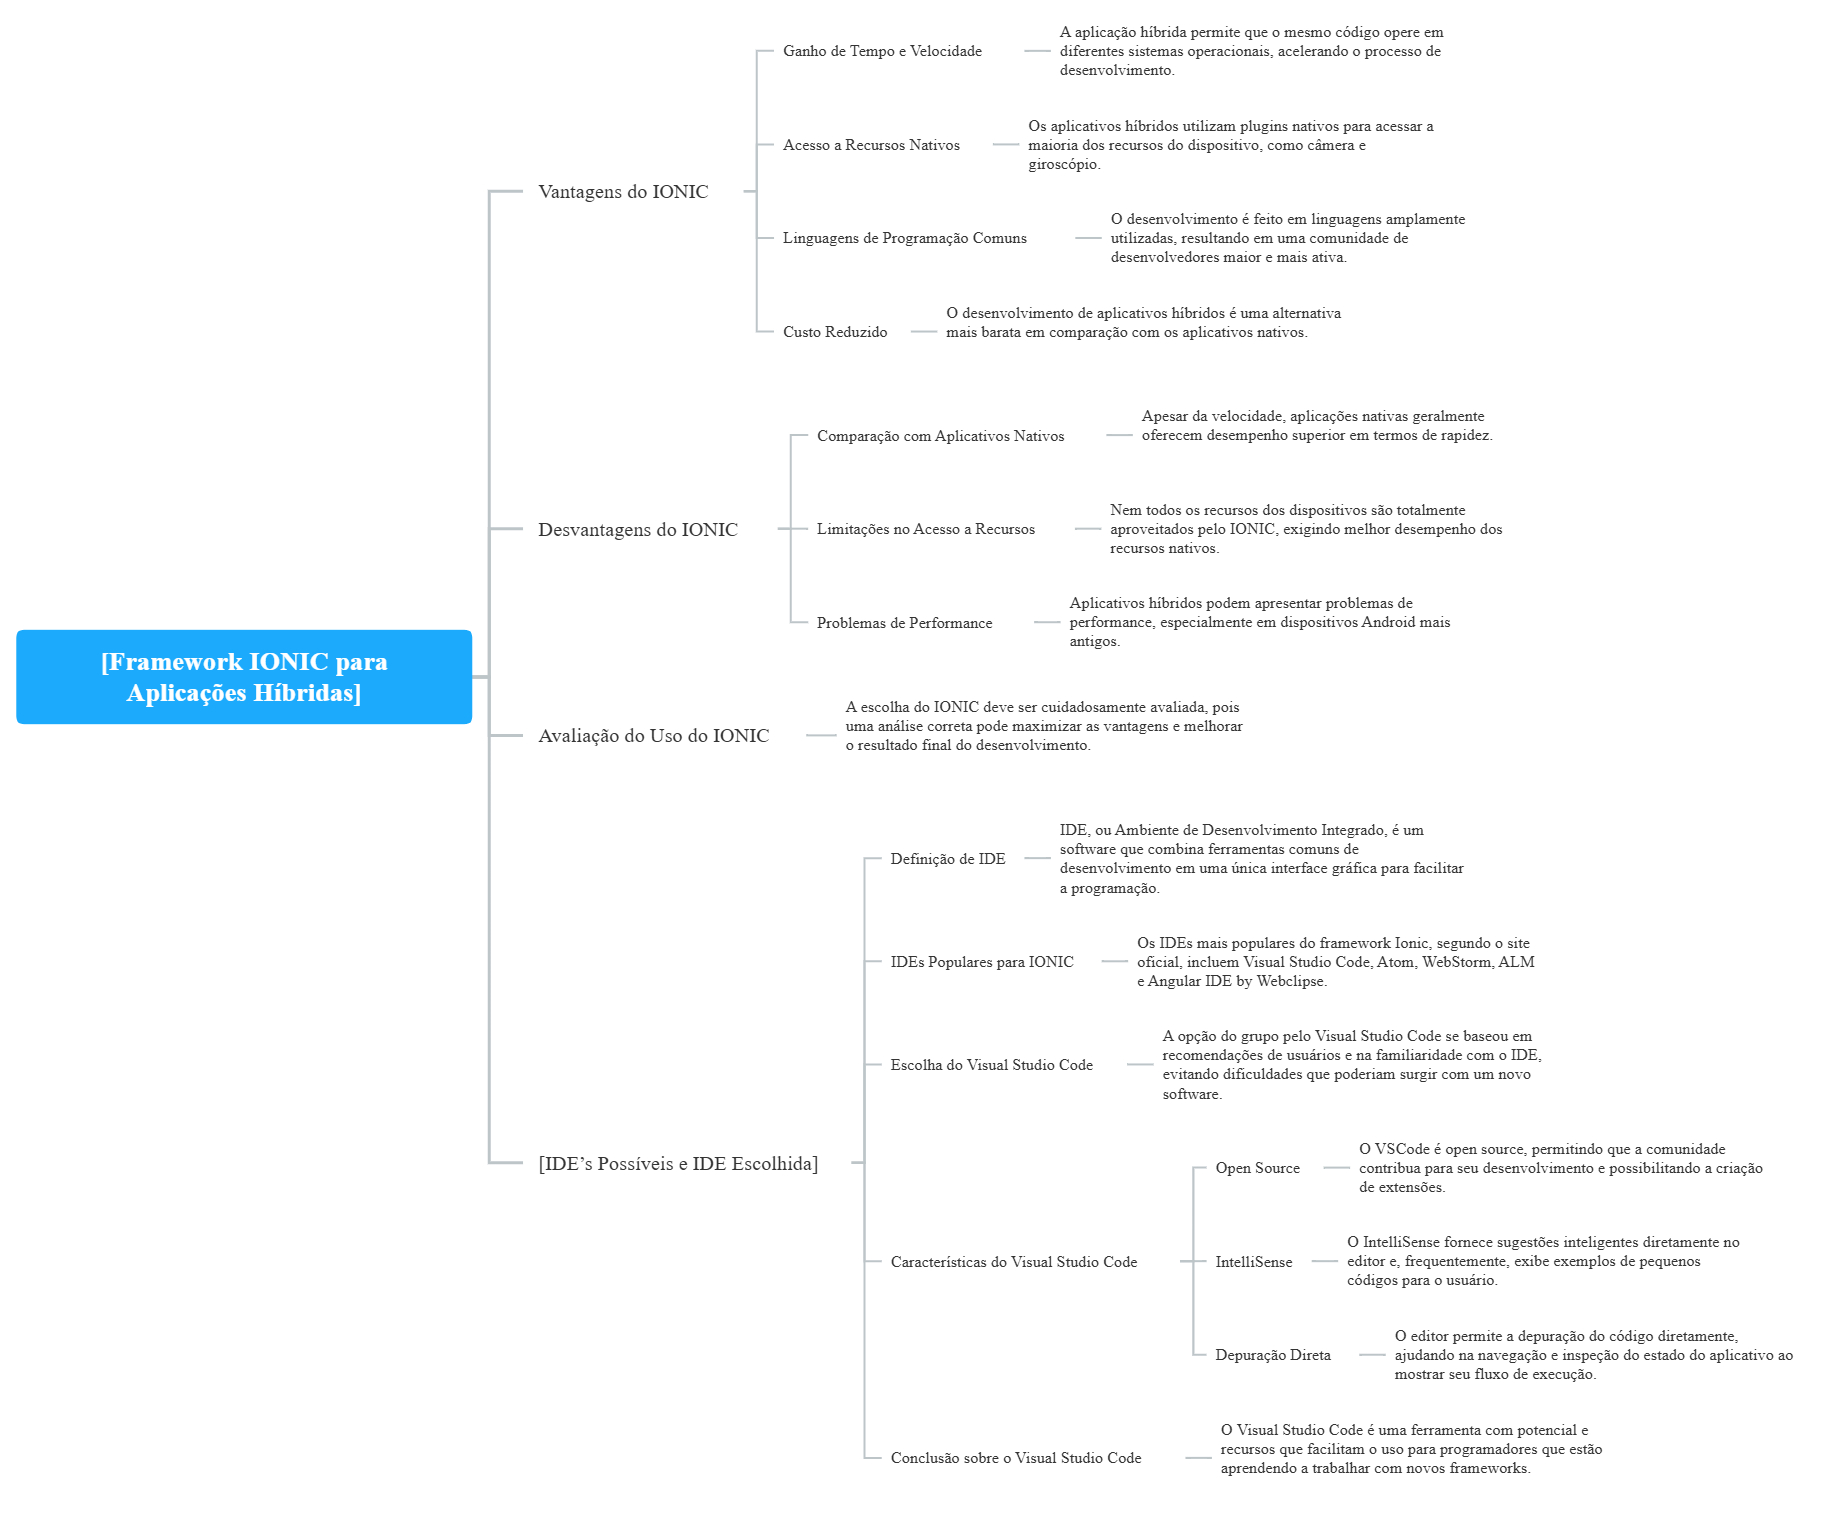 [Framework IONIC para
Aplicações Híbridas]
Vantagens do IONIC
Ganho de Tempo e Velocidade
A aplicação híbrida permite que o mesmo código opere em
diferentes sistemas operacionais, acelerando o processo de
desenvolvimento.
Acesso a Recursos Nativos
Os aplicativos híbridos utilizam plugins nativos para acessar a
maioria dos recursos do dispositivo, como câmera e
giroscópio.
Linguagens de Programação Comuns
O desenvolvimento é feito em linguagens amplamente
utilizadas, resultando em uma comunidade de
desenvolvedores maior e mais ativa.
Custo Reduzido
O desenvolvimento de aplicativos híbridos é uma alternativa
mais barata em comparação com os aplicativos nativos.
Desvantagens do IONIC
Comparação com Aplicativos Nativos
Apesar da velocidade, aplicações nativas geralmente
oferecem desempenho superior em termos de rapidez.
Limitações no Acesso a Recursos
Nem todos os recursos dos dispositivos são totalmente
aproveitados pelo IONIC, exigindo melhor desempenho dos
recursos nativos.
Problemas de Performance
Aplicativos híbridos podem apresentar problemas de
performance, especialmente em dispositivos Android mais
antigos.
Avaliação do Uso do IONIC
A escolha do IONIC deve ser cuidadosamente avaliada, pois
uma análise correta pode maximizar as vantagens e melhorar
o resultado final do desenvolvimento.
[IDE’s Possíveis e IDE Escolhida]
Definição de IDE
IDE, ou Ambiente de Desenvolvimento Integrado, é um
software que combina ferramentas comuns de
desenvolvimento em uma única interface gráfica para facilitar
a programação.
IDEs Populares para IONIC
Os IDEs mais populares do framework Ionic, segundo o site
oficial, incluem Visual Studio Code, Atom, WebStorm, ALM
e Angular IDE by Webclipse.
Escolha do Visual Studio Code
A opção do grupo pelo Visual Studio Code se baseou em
recomendações de usuários e na familiaridade com o IDE,
evitando dificuldades que poderiam surgir com um novo
software.
Características do Visual Studio Code
Open Source
O VSCode é open source, permitindo que a comunidade
contribua para seu desenvolvimento e possibilitando a criação
de extensões.
IntelliSense
O IntelliSense fornece sugestões inteligentes diretamente no
editor e, frequentemente, exibe exemplos de pequenos
códigos para o usuário.
Depuração Direta
O editor permite a depuração do código diretamente,
ajudando na navegação e inspeção do estado do aplicativo ao
mostrar seu fluxo de execução.
Conclusão sobre o Visual Studio Code
O Visual Studio Code é uma ferramenta com potencial e
recursos que facilitam o uso para programadores que estão
aprendendo a trabalhar com novos frameworks.